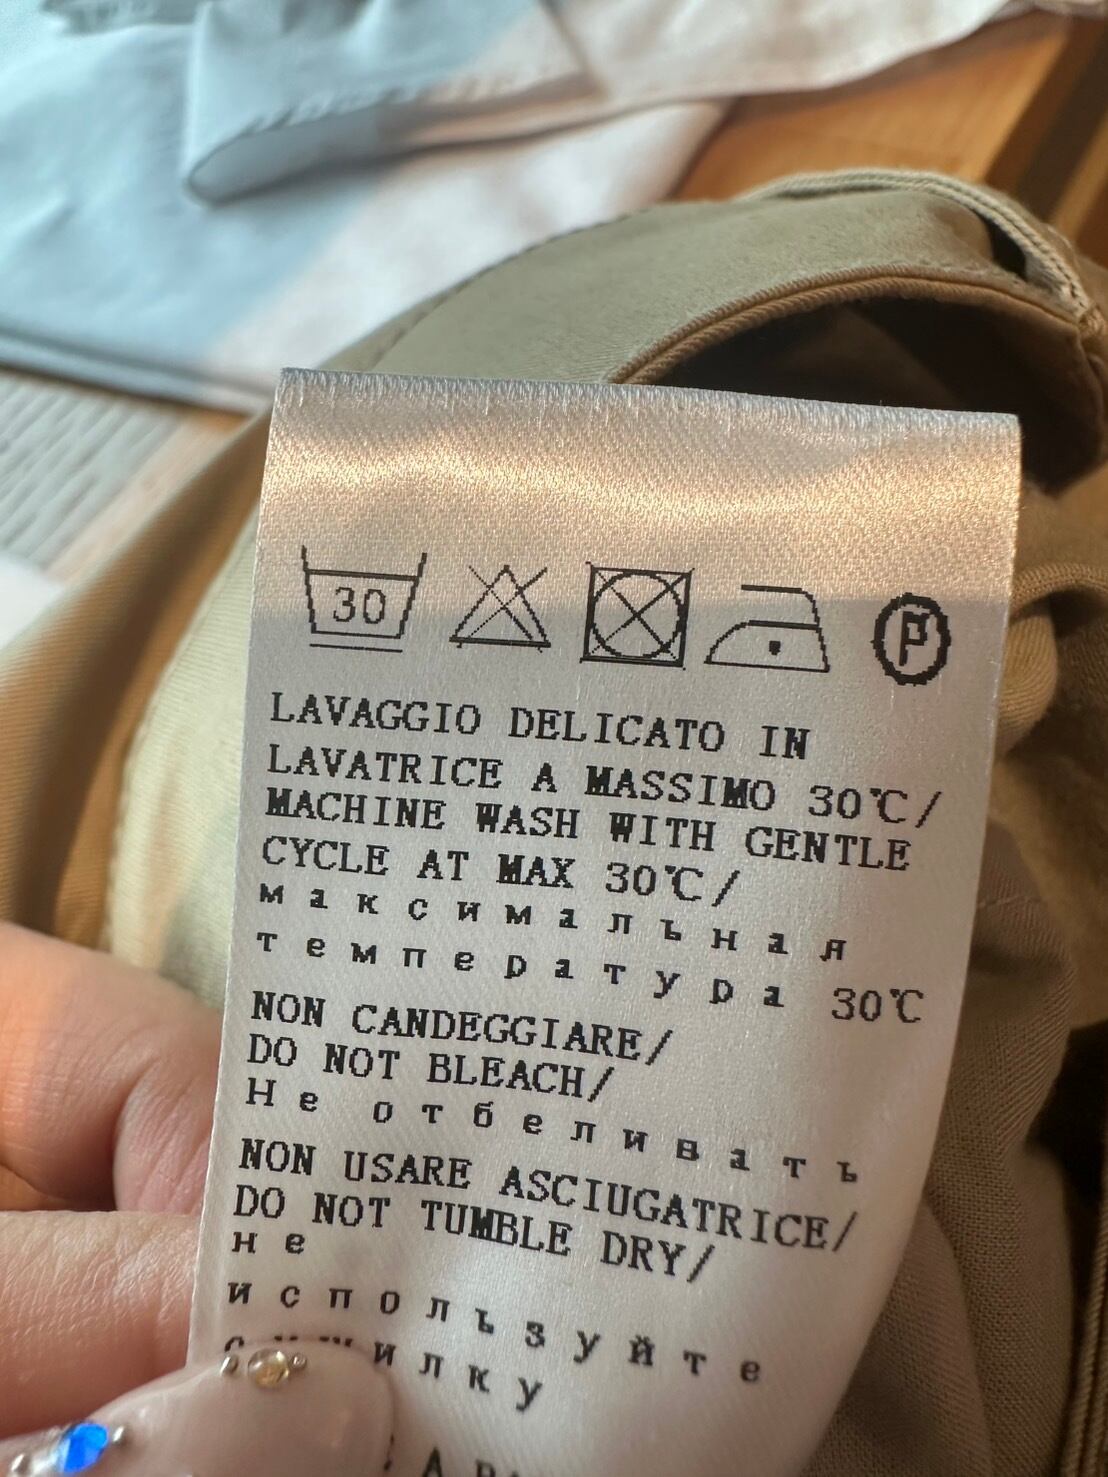 30
P
LAVAGGIO DELICATO IN
LAVATRICE A MASSIMO 30℃/
MACHINE WASH WITH GENTLE
CYCLE AT MAX 30℃/
максимальная
температура 30℃
NON CANDEGGIARE/
DO NOT BLEACH/
Не отбеливать
NON USARE ASCIUGATRICE/
DO NOT TUMBLE DRY/
не
используйте
сушилку